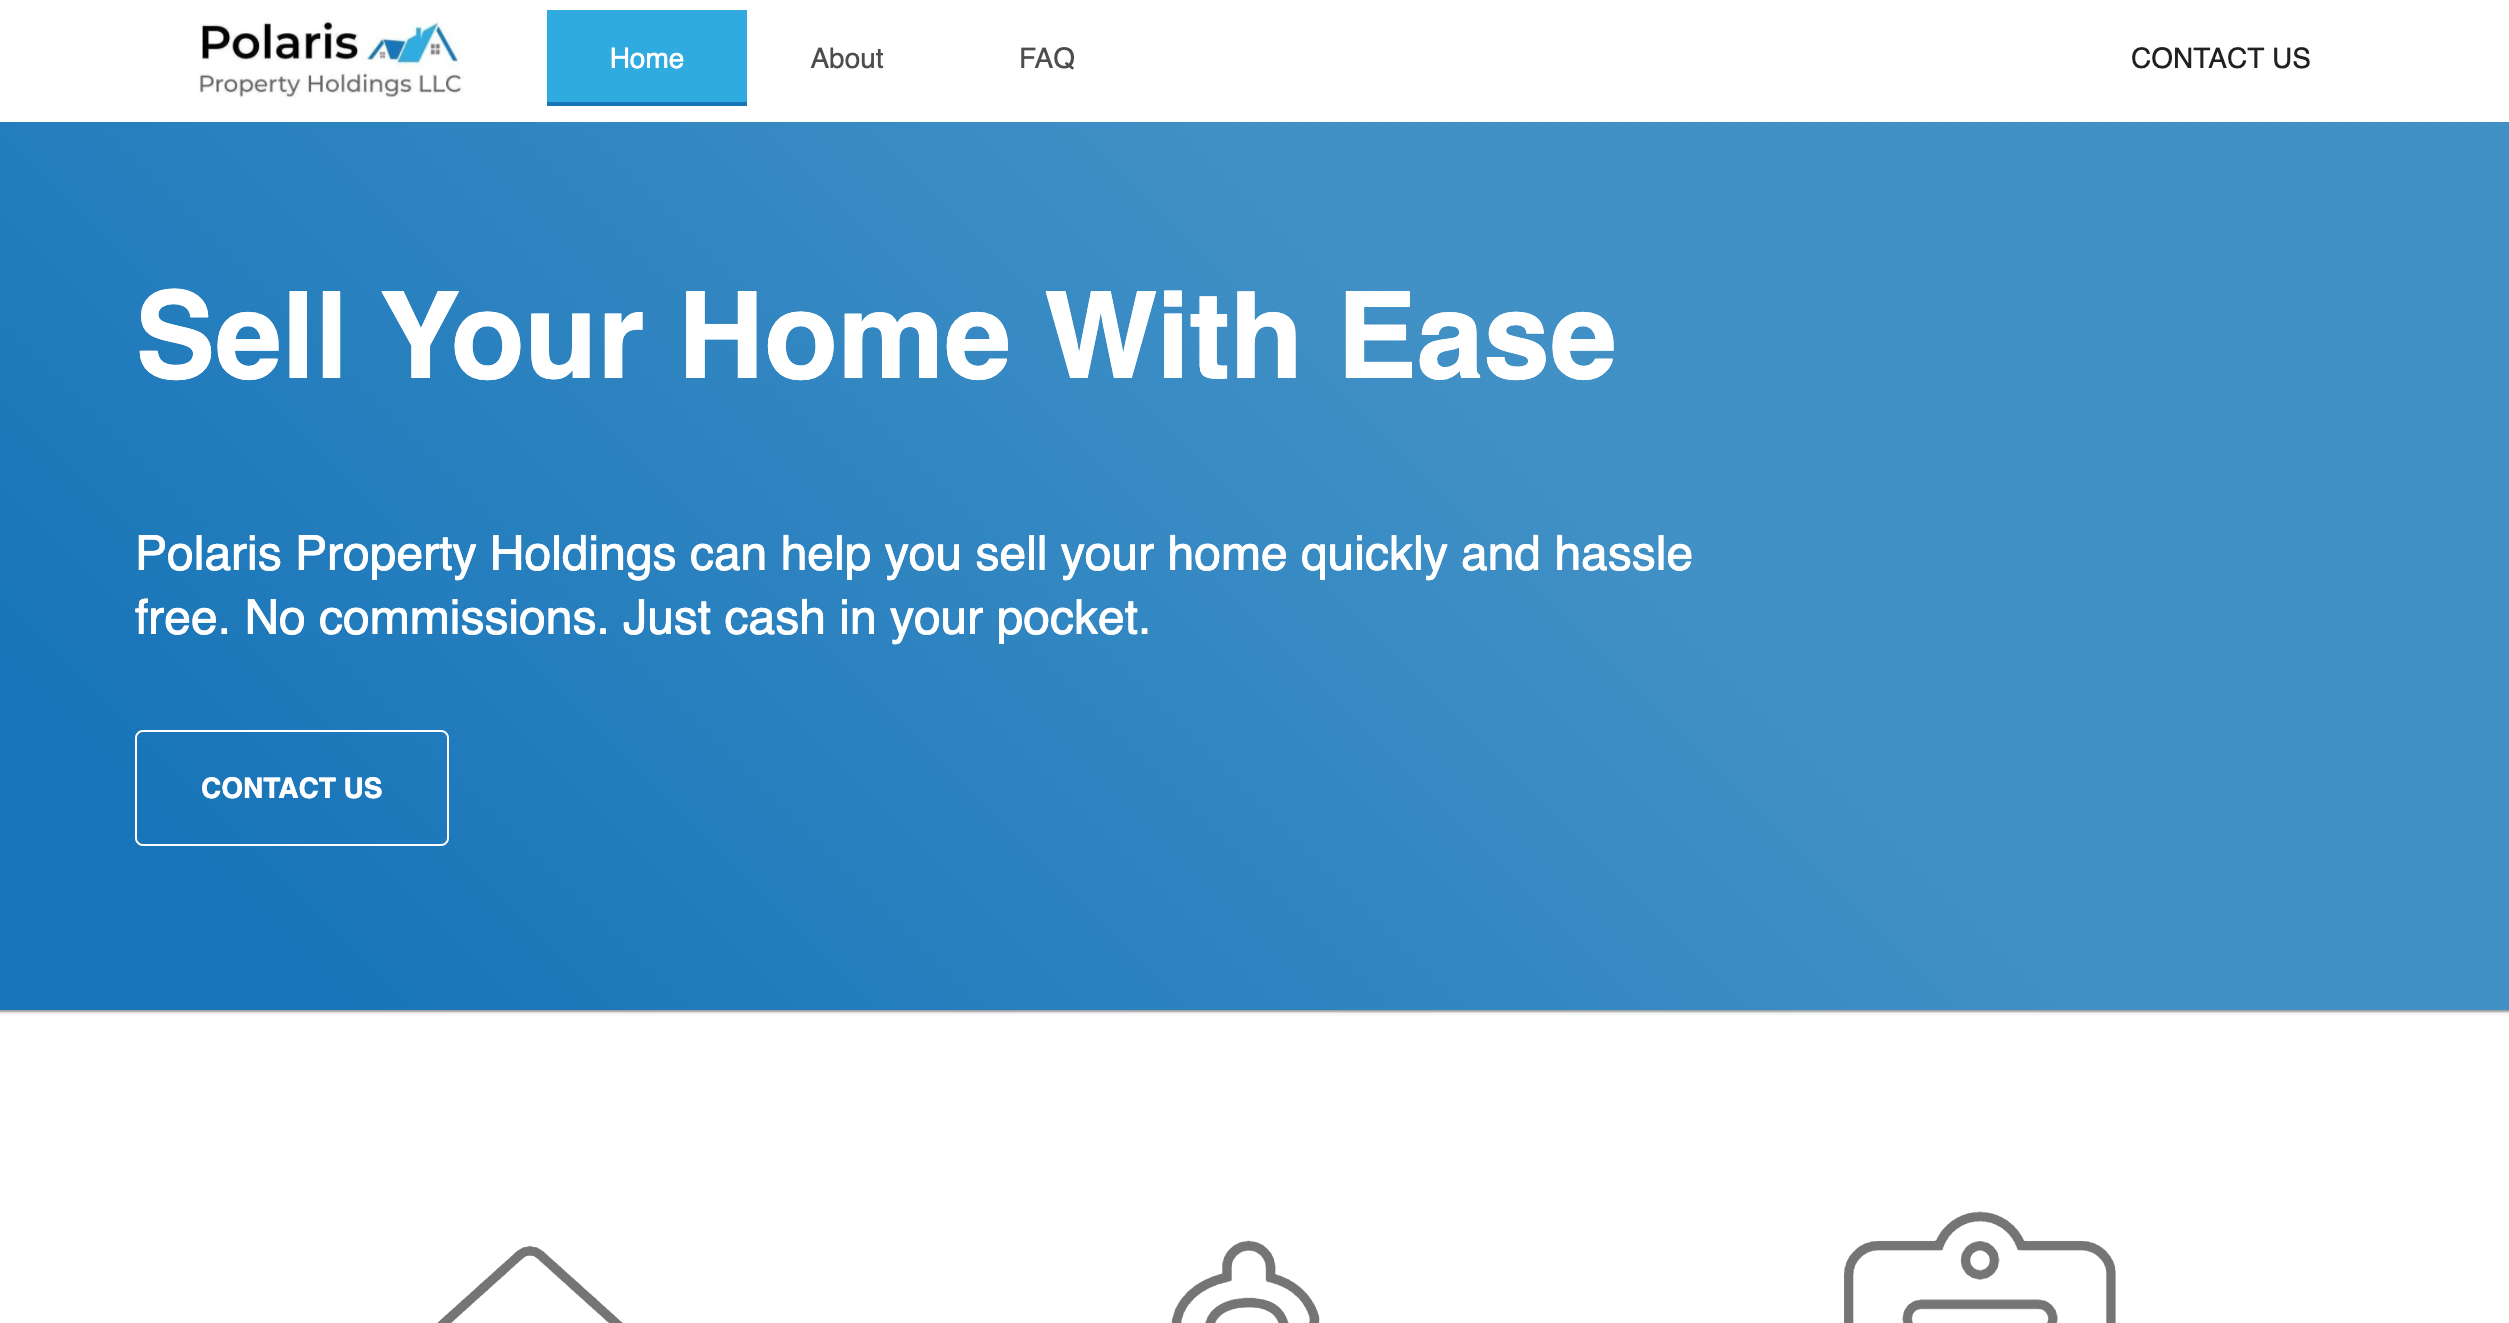 Polaris
Property Holdings LLC
Home
About
FAQ
CONTACT US
Sell Your Home With Ease
Polaris Property Holdings can help you sell your home quickly and hassle
free. No commissions. Just cash in your pocket.
CONTACT US